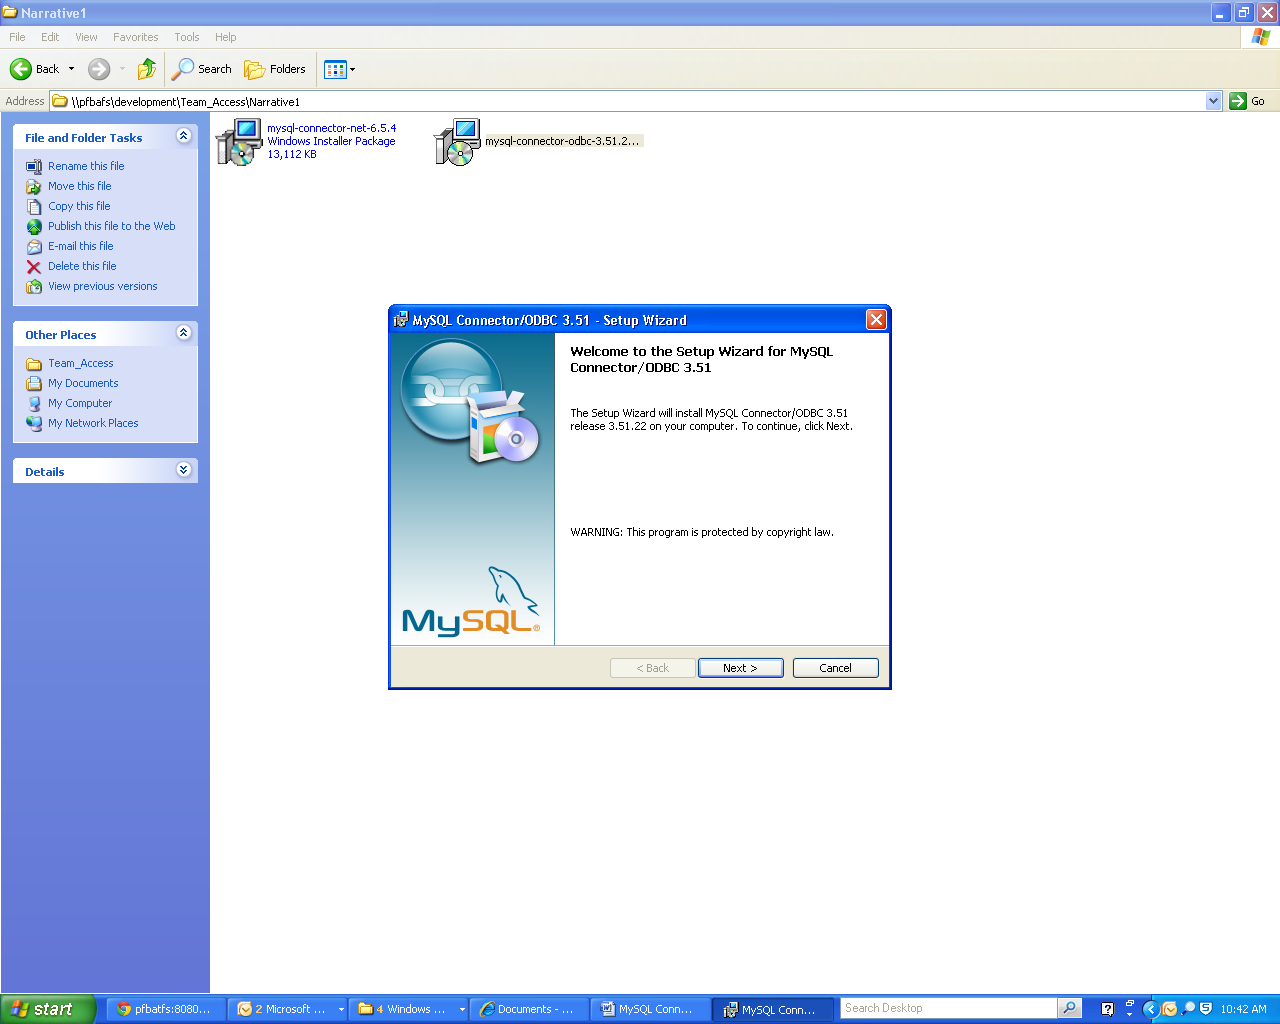 Narrative1
File Edit View Favorites Tools Help
Back Search Folders
Address \\pfbafs\development\Team_Access\Narrative1 Go
File and Folder Tasks
Rename this file
Move this file
Copy this file
Publish this file to the Web
E-mail this file
Delete this file
View previous versions
Other Places
Team_Access
My Documents
My Computer
My Network Places
Details
mysql-connector-net-6.5.4
Windows Installer Package
13,112 KB
mysql-connector-odbc-3.51.2...
MySQL Connector/ODBC 3.51 - Setup Wizard
Welcome to the Setup Wizard for MySQL
Connector/ODBC 3.51
The Setup Wizard will install MySQL Connector/ODBC 3.51
release 3.51.22 on your computer. To continue, click Next.
WARNING: This program is protected by copyright law.
MySQL®
< Back Next > Cancel
start pfbatfs:8080... 2 Microsoft ... 4 Windows ... Documents - ... MySQL Conn... MySQL Conn... Search Desktop 10:42 AM